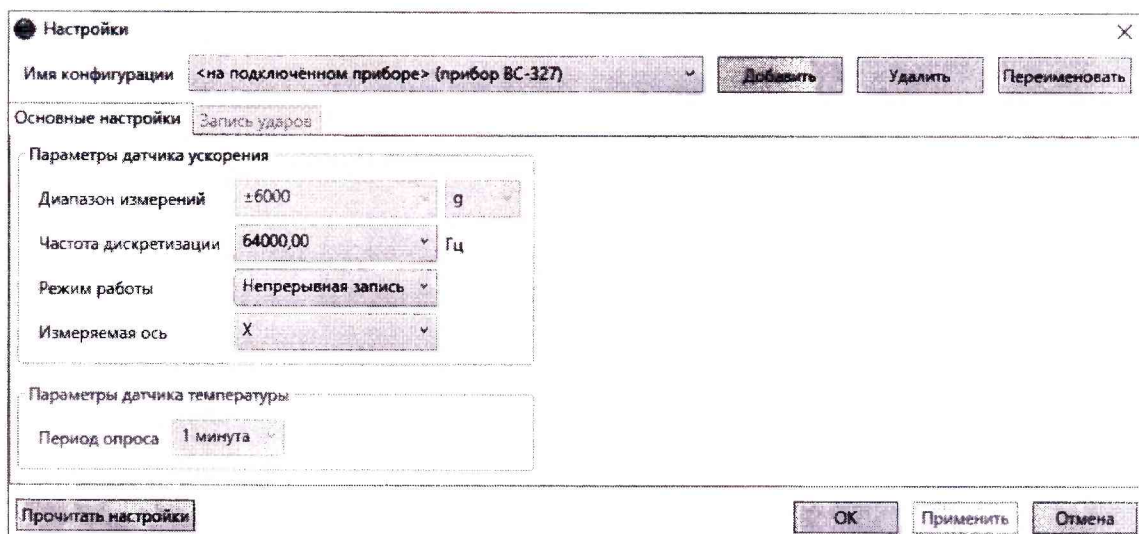 Настройки
Имя конфигурации <на подключённом приборе> (прибор ВС-327) Добавить Удалить Переименовать
Основные настройки Запись ударов
Параметры датчика ускорения
Диапазон измерений ±6000 g
Частота дискретизации 64000,00 Гц
Режим работы Непрерывная запись
Измеряемая ось X
Параметры датчика температуры
Период опроса 1 минута
Прочитать настройки ОК Применить Отмена